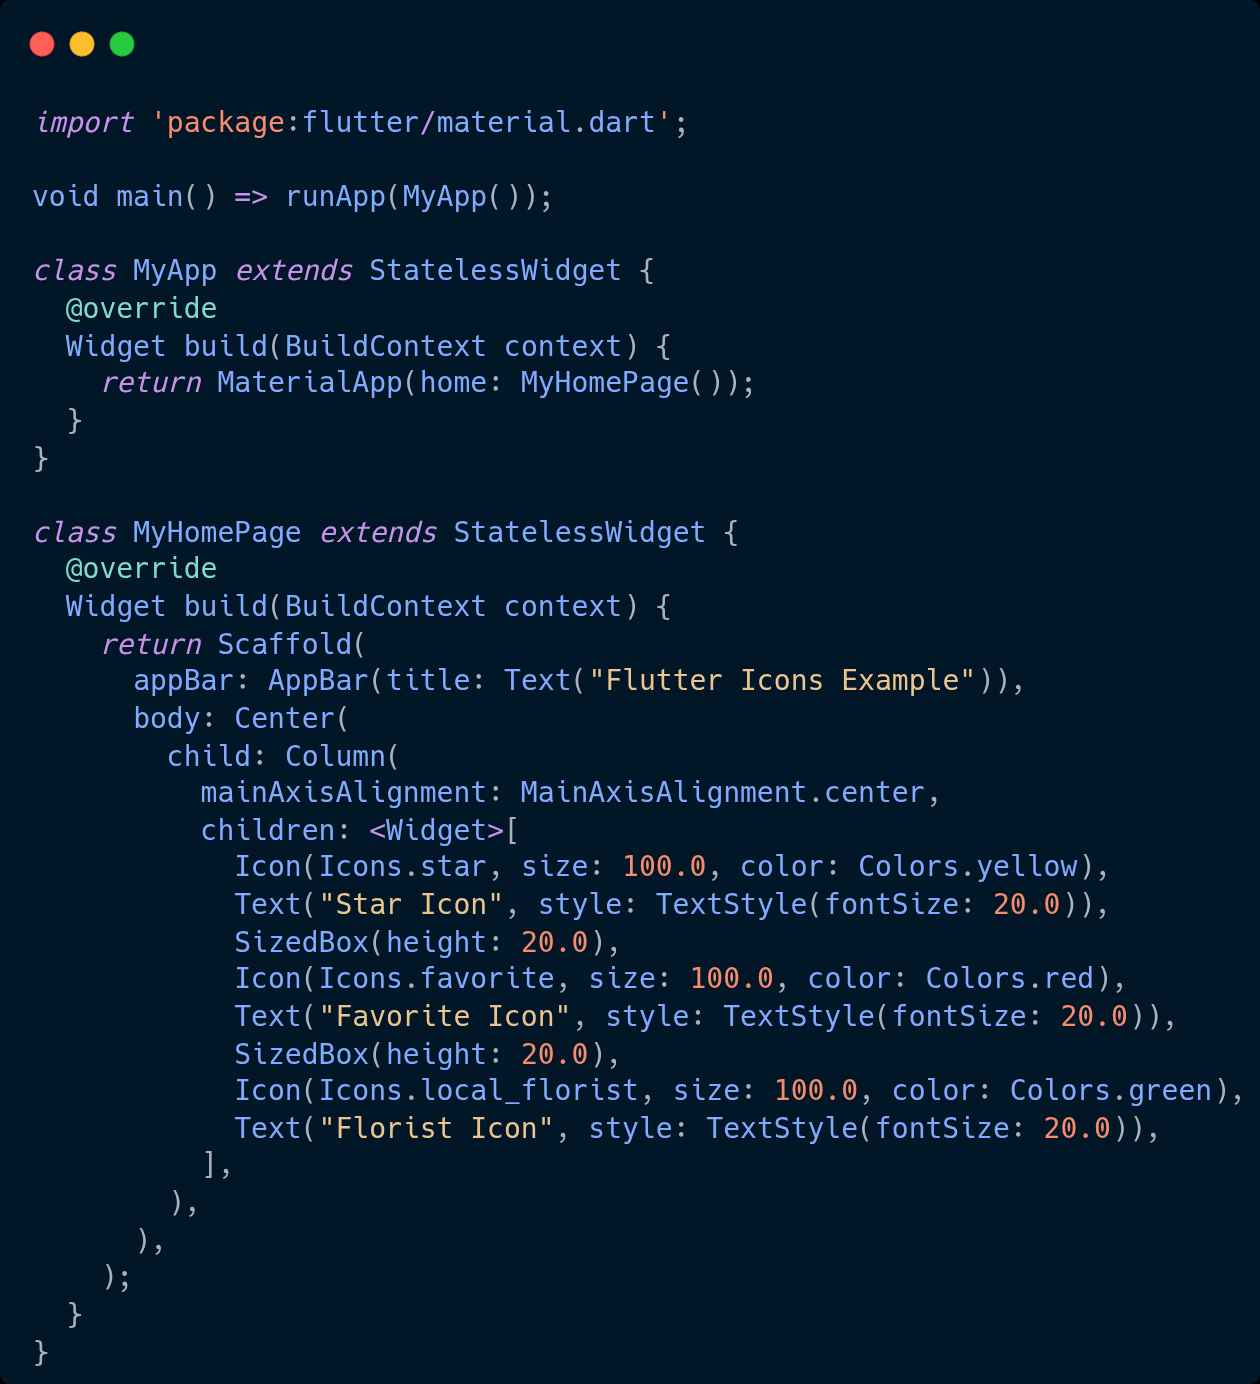 import 'package:flutter/material.dart';

void main() => runApp(MyApp());

class MyApp extends StatelessWidget {
  @override
  Widget build(BuildContext context) {
    return MaterialApp(home: MyHomePage());
  }
}

class MyHomePage extends StatelessWidget {
  @override
  Widget build(BuildContext context) {
    return Scaffold(
      appBar: AppBar(title: Text("Flutter Icons Example")),
      body: Center(
        child: Column(
          mainAxisAlignment: MainAxisAlignment.center,
          children: <Widget>[
            Icon(Icons.star, size: 100.0, color: Colors.yellow),
            Text("Star Icon", style: TextStyle(fontSize: 20.0)),
            SizedBox(height: 20.0),
            Icon(Icons.favorite, size: 100.0, color: Colors.red),
            Text("Favorite Icon", style: TextStyle(fontSize: 20.0)),
            SizedBox(height: 20.0),
            Icon(Icons.local_florist, size: 100.0, color: Colors.green),
            Text("Florist Icon", style: TextStyle(fontSize: 20.0)),
          ],
        ),
      ),
    );
  }
}